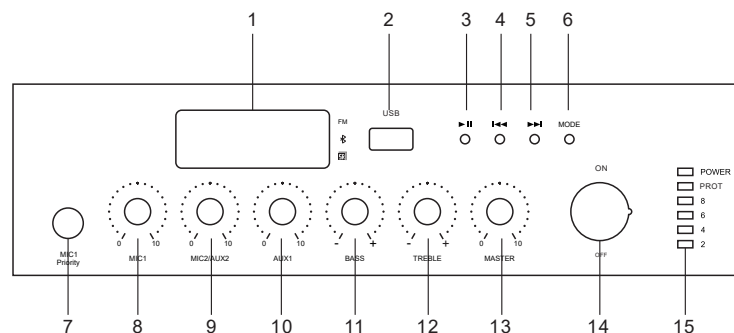 1 2 3 4 5 6
FM
USB
MODE
ON
POWER
PROT
8
6
4
2
OFF
MIC1
Priority
0 10
MIC1
0 10
MIC2/AUX2
0 10
AUX1
- +
BASS
- +
TREBLE
0 10
MASTER
7 8 9 10 11 12 13 14 15